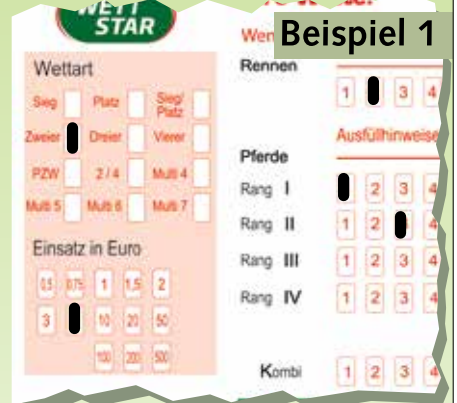 WETT
STAR
Beispiel 1
Wen
Wettart
Sieg Platz Sieg/
Platz
Zweier Dreier Vierer
PZW 2/4 Multi 4
Multi 5 Multi 6 Multi 7
Einsatz in Euro
0,5 0,75 1 1,5 2
3 10 20 50
100 200 500
Rennen
1 3 4
Ausfüllhinweise
Pferde
Rang I 2 3 4
Rang II 1 2 4
Rang III 1 2 3 4
Rang IV 1 2 3 4
Kombi 1 2 3 4